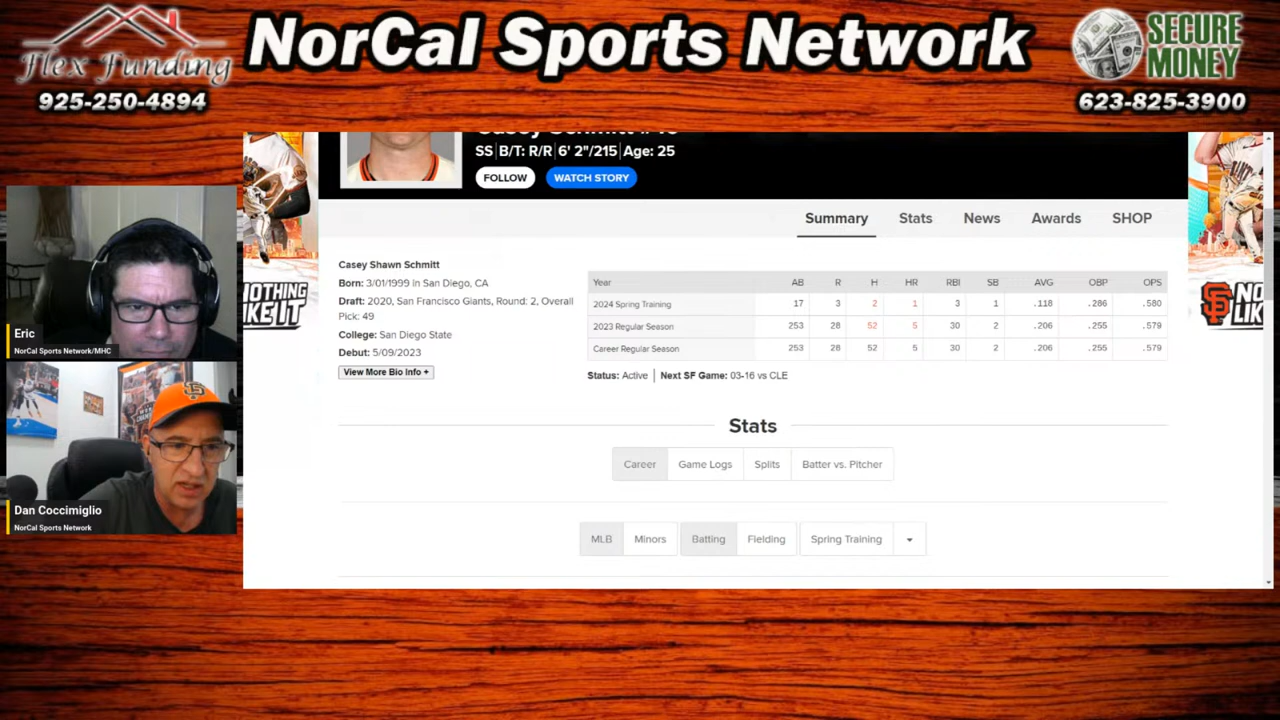 Flex Funding
925-250-4894
NorCal Sports Network
SECURE
MONEY
623-825-3900
SS B/T: R/R 6' 2"/215 Age: 25
FOLLOW
WATCH STORY
Summary
Stats
News
Awards
SHOP
Casey Shawn Schmitt
Born: 3/01/1999 in San Diego, CA
Draft: 2020, San Francisco Giants, Round: 2, Overall
Pick: 49
College: San Diego State
Debut: 5/09/2023
View More Bio Info +
Year AB R H HR RBI SB AVG OBP OPS
2024 Spring Training 17 3 2 1 3 1 .118 .286 .580
2023 Regular Season 253 28 52 5 30 2 .206 .255 .579
Career Regular Season 253 28 52 5 30 2 .206 .255 .579
Status: Active Next SF Game: 03-16 vs CLE
Stats
Career
Game Logs
Splits
Batter vs. Pitcher
MLB
Minors
Batting
Fielding
Spring Training
OTHING
KE IT
SF
NO
LIK
Eric
NorCal Sports Network/MHC
Dan Coccimiglio
NorCal Sports Network